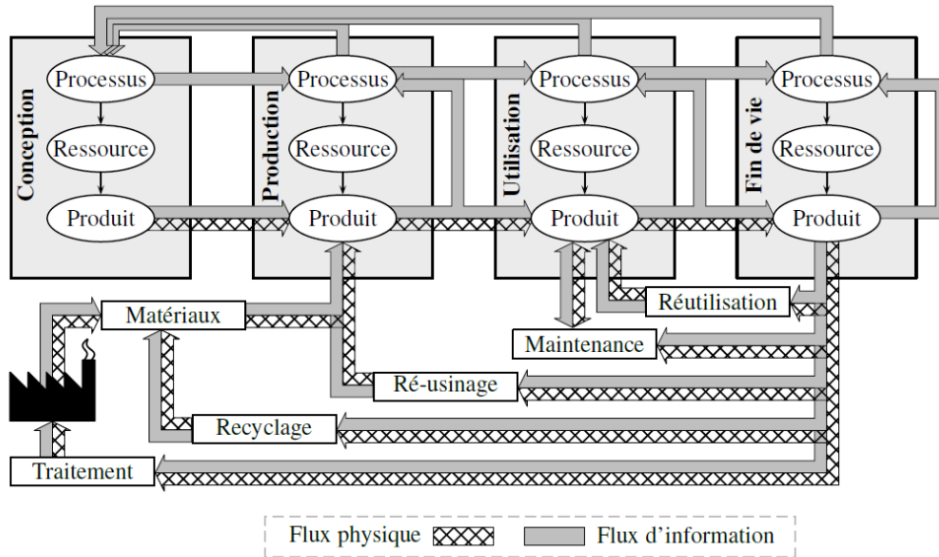 Conception
Processus
Ressource
Produit
Production
Processus
Ressource
Produit
Utilisation
Processus
Ressource
Produit
Fin de vie
Processus
Ressource
Produit
Réutilisation
Matériaux
Maintenance
Ré-usinage
Recyclage
Traitement
Flux physique
Flux d'information